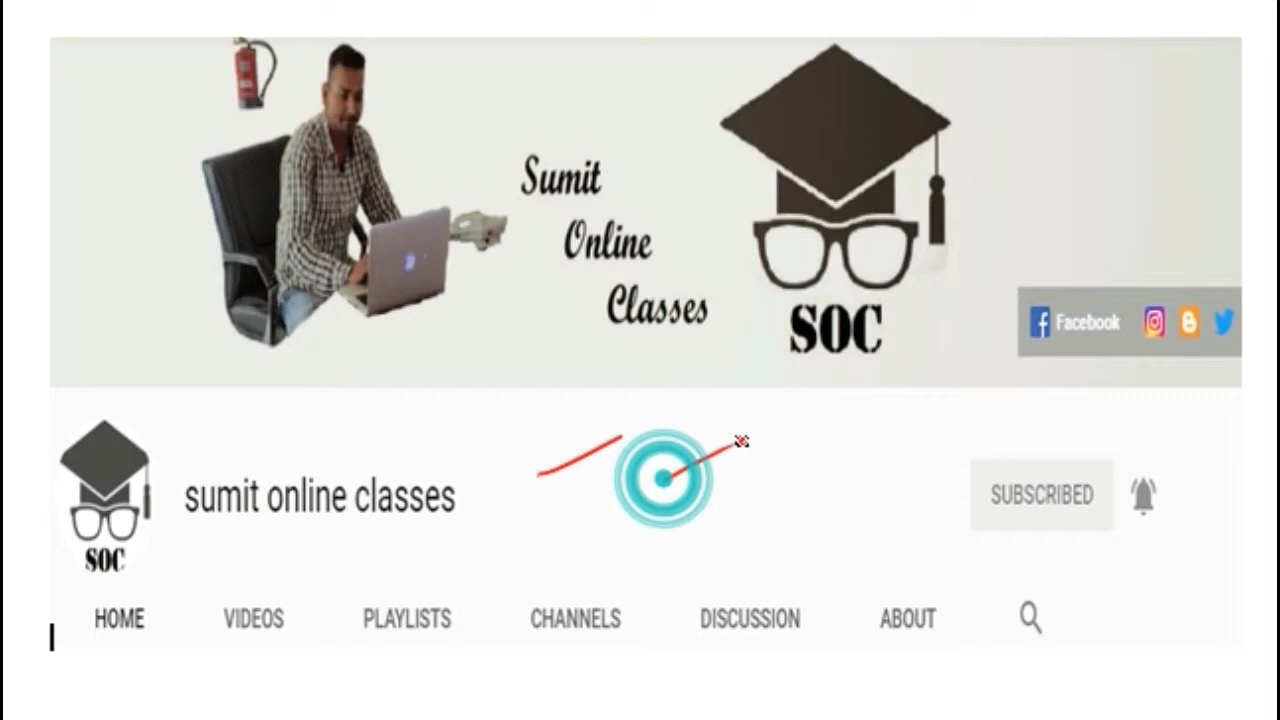 Sumit
Online
Classes
SOC
Facebook
SOC
sumit online classes
SUBSCRIBED
HOME VIDEOS PLAYLISTS CHANNELS DISCUSSION ABOUT